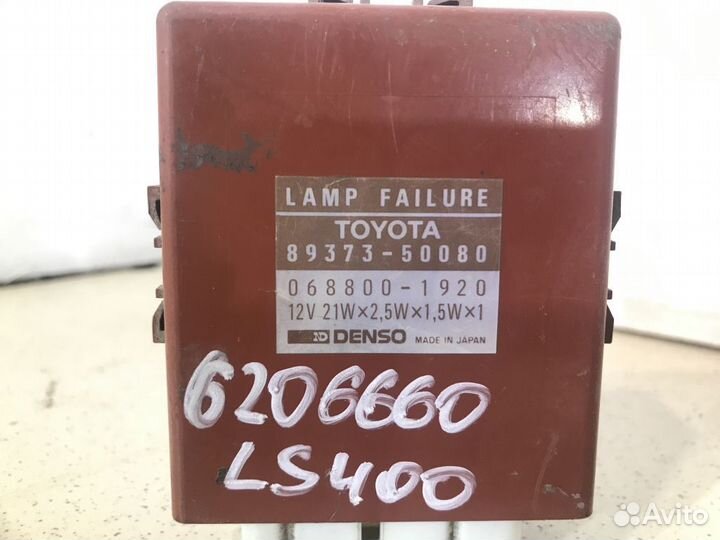 LAMP FAILURE
TOYOTA
89373-50080
068800-1920
12V 21W×2,5W×1,5W×1
ND DENSO MADE IN JAPAN
6206660
LS400
Avito